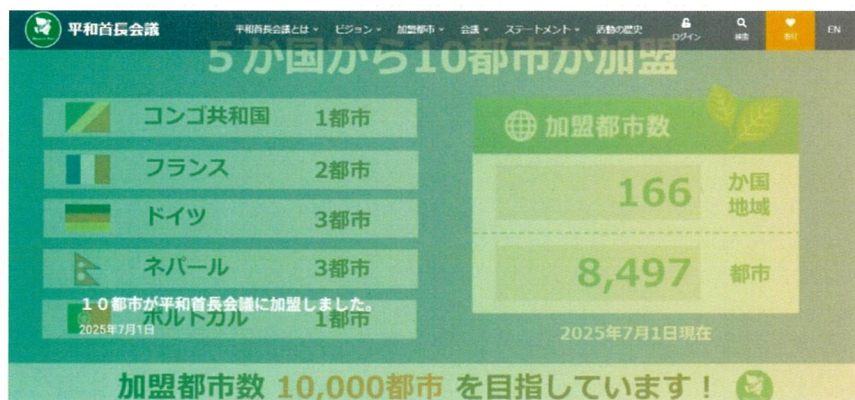 平和首長会議
平和首長会議とは ビジョン 加盟都市 会議 ステートメント 活動の歴史 ログイン 検索 寄付 EN
5か国から10都市が加盟
コンゴ共和国 1都市
フランス 2都市
ドイツ 3都市
ネパール 3都市
ポルトガル 1都市
加盟都市数
166 か国
地域
8,497 都市
2025年7月1日現在
10都市が平和首長会議に加盟しました。
2025年7月1日
加盟都市数 10,000都市 を目指しています!